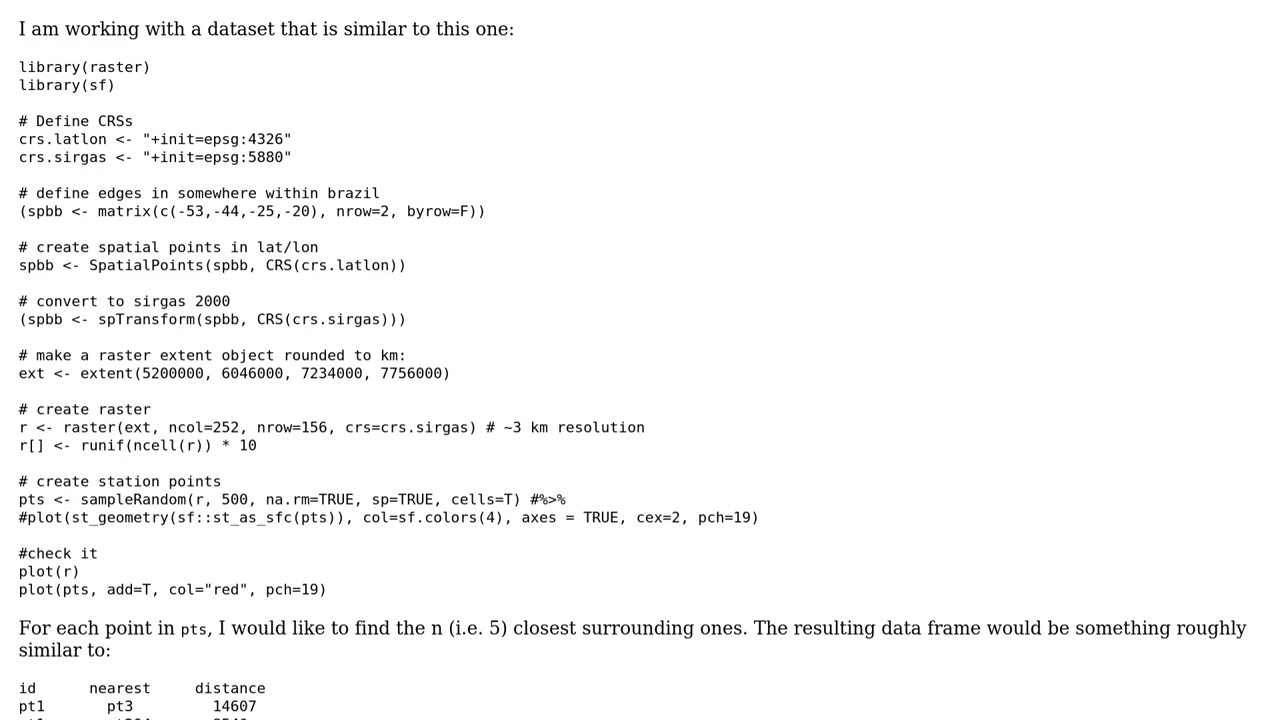 I am working with a dataset that is similar to this one:
library(raster)
library(sf)
# Define CRSs
crs.latlon <- "+init=epsg:4326"
crs.sirgas <- "+init=epsg:5880"
# define edges in somewhere within brazil
(spbb <- matrix(c(-53,-44,-25,-20), nrow=2, byrow=F))
# create spatial points in lat/lon
spbb <- SpatialPoints(spbb, CRS(crs.latlon))
# convert to sirgas 2000
(spbb <- spTransform(spbb, CRS(crs.sirgas)))
# make a raster extent object rounded to km:
ext <- extent(5200000, 6046000, 7234000, 7756000)
# create raster
r <- raster(ext, ncol=252, nrow=156, crs=crs.sirgas) # ~3 km resolution
r[] <- runif(ncell(r)) * 10
# create station points
pts <- sampleRandom(r, 500, na.rm=TRUE, sp=TRUE, cells=T) #%>%
#plot(st_geometry(sf::st_as_sfc(pts)), col=sf.colors(4), axes = TRUE, cex=2, pch=19)
#check it
plot(r)
plot(pts, add=T, col="red", pch=19)
For each point in pts, I would like to find the n (i.e. 5) closest surrounding ones. The resulting data frame would be something roughly
similar to:
id nearest distance
pt1 pt3 14607